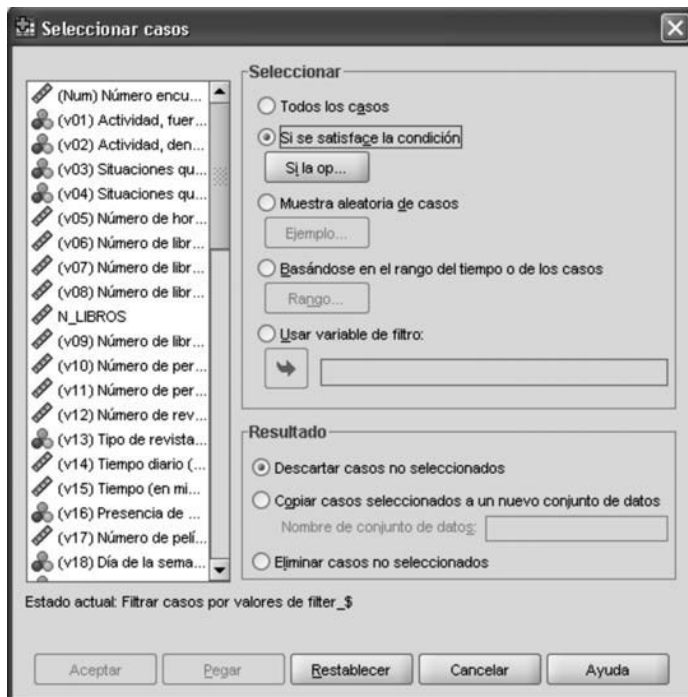 Seleccionar casos
(Num) Número encu...
(v01) Actividad, fuer...
(v02) Actividad, den...
(v03) Situaciones qu...
(v04) Situaciones qu...
(v05) Número de hor...
(v06) Número de libr...
(v07) Número de libr...
(v08) Número de libr...
N_LIBROS
(v09) Número de libr...
(v10) Número de per...
(v11) Número de per...
(v12) Número de rev...
(v13) Tipo de revista...
(v14) Tiempo diario (...
(v15) Tiempo (en mi...
(v16) Presencia de ...
(v17) Número de pelí...
(v18) Día de la sema...
Seleccionar
Todos los casos
Si se satisface la condición
Si la op...
Muestra aleatoria de casos
Ejemplo...
Basándose en el rango del tiempo o de los casos
Rango...
Usar variable de filtro:
Resultado
Descartar casos no seleccionados
Copiar casos seleccionados a un nuevo conjunto de datos
Nombre de conjunto de datos:
Eliminar casos no seleccionados
Estado actual: Filtrar casos por valores de filter_$
Aceptar
Pegar
Restablecer
Cancelar
Ayuda